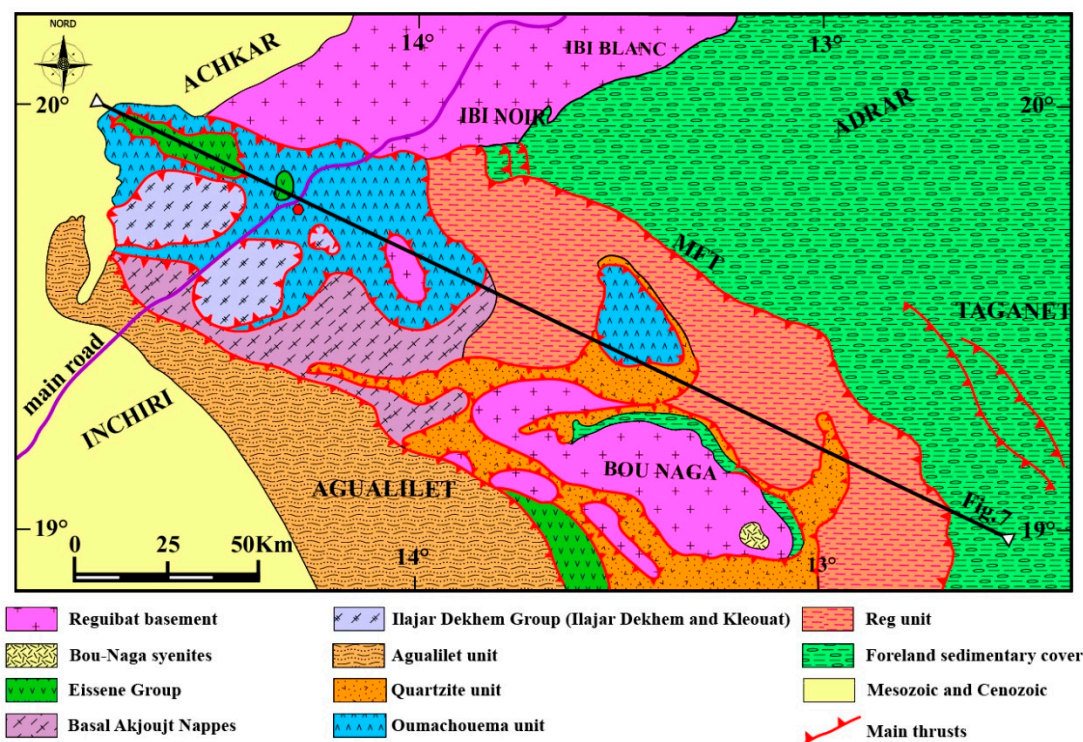 NORD
ACHKAR
14°
IBI BLANC
13°
20°
IBI NOIR
ADRAR
20°
MFT
TAGANET
main road
INCHIRI
BOU NAGA
AGUALILET
Fig.7
19°
19°
0 25 50Km
14°
13°
Reguibat basement
Ilajar Dekhem Group (Ilajar Dekhem and Kleouat)
Reg unit
Bou-Naga syenites
Agualilet unit
Foreland sedimentary cover
Eissene Group
Quartzite unit
Mesozoic and Cenozoic
Basal Akjoujt Nappes
Oumachouema unit
Main thrusts